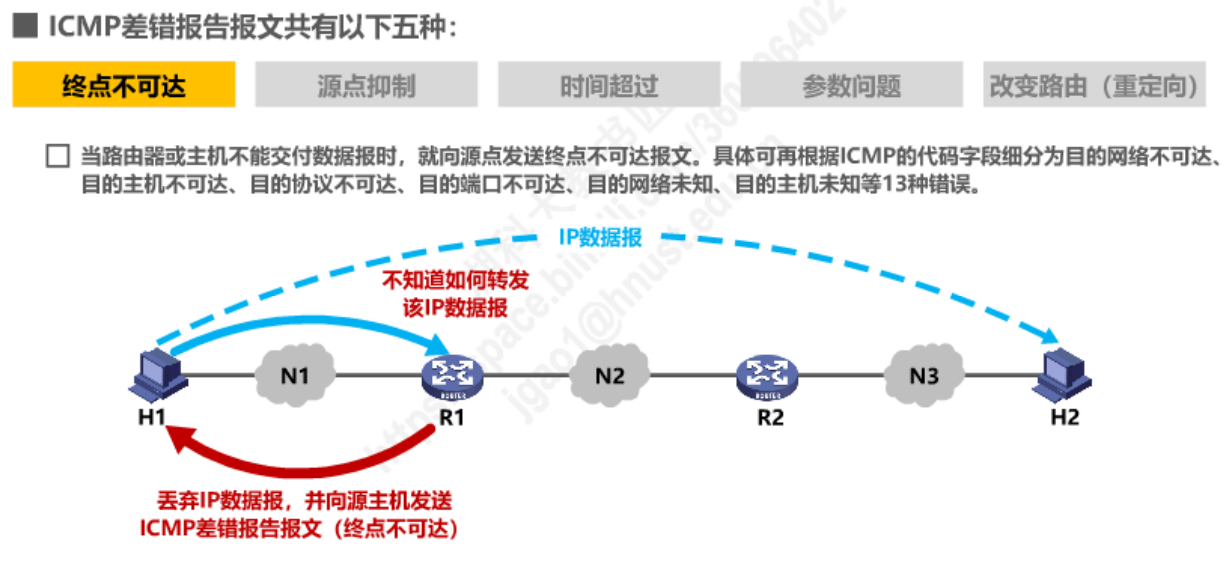 ICMP差错报告报文共有以下五种：
终点不可达 源点抑制 时间超过 参数问题 改变路由（重定向）
当路由器或主机不能交付数据报时，就向源点发送终点不可达报文。具体可再根据ICMP的代码字段细分为目的网络不可达、
目的主机不可达、目的协议不可达、目的端口不可达、目的网络未知、目的主机未知等13种错误。
IP数据报
不知道如何转发
该IP数据报
N1 N2 N3
H1 R1 R2 H2
丢弃IP数据报，并向源主机发送
ICMP差错报告报文（终点不可达）